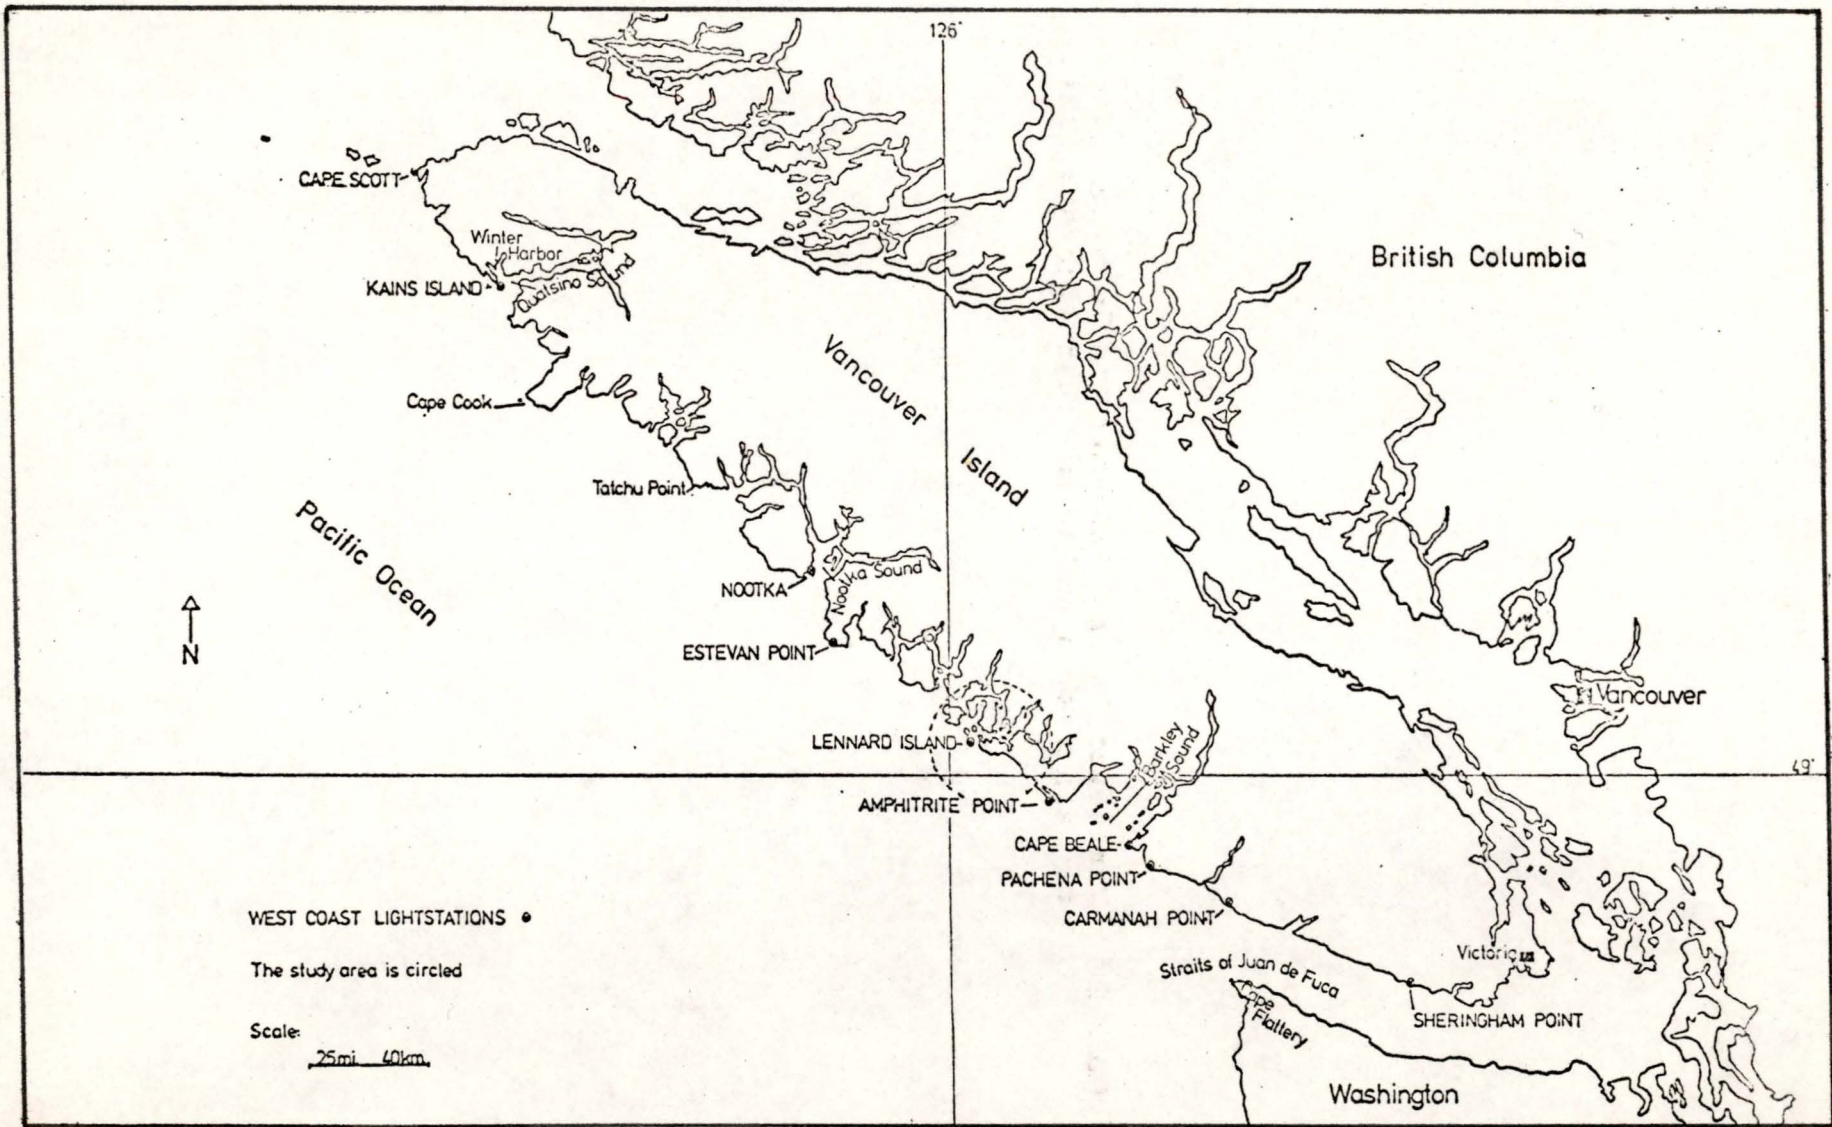 126°
CAPE SCOTT
Winter
Harbor
British Columbia
KAINS ISLAND
Quatsino Sound
Vancouver
Island
Cape Cook
Tatchu Point
Pacific Ocean
NOOTKA
Nootka Sound
N
ESTEVAN POINT
Vancouver
LENNARD ISLAND
Barkley
Sound
49°
AMPHITRITE POINT
CAPE BEALE
PACHENA POINT
CARMANAH POINT
WEST COAST LIGHTSTATIONS
Victoria
The study area is circled
Straits of Juan de Fuca
Cape
Flattery
SHERINGHAM POINT
Scale:
25mi 40km
Washington